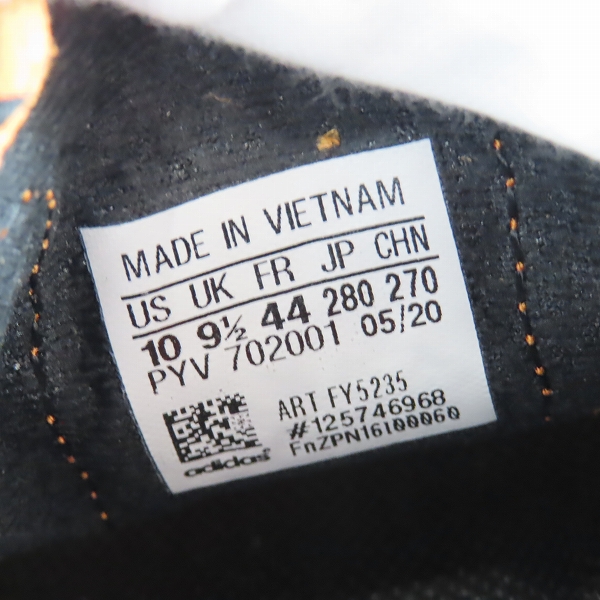 MADE IN VIETNAM
US UK FR JP CHN
10 9½ 44 280 270
PYV 702001 05/20
ART FY5235
#125746968
FnZPN16100060
adidas